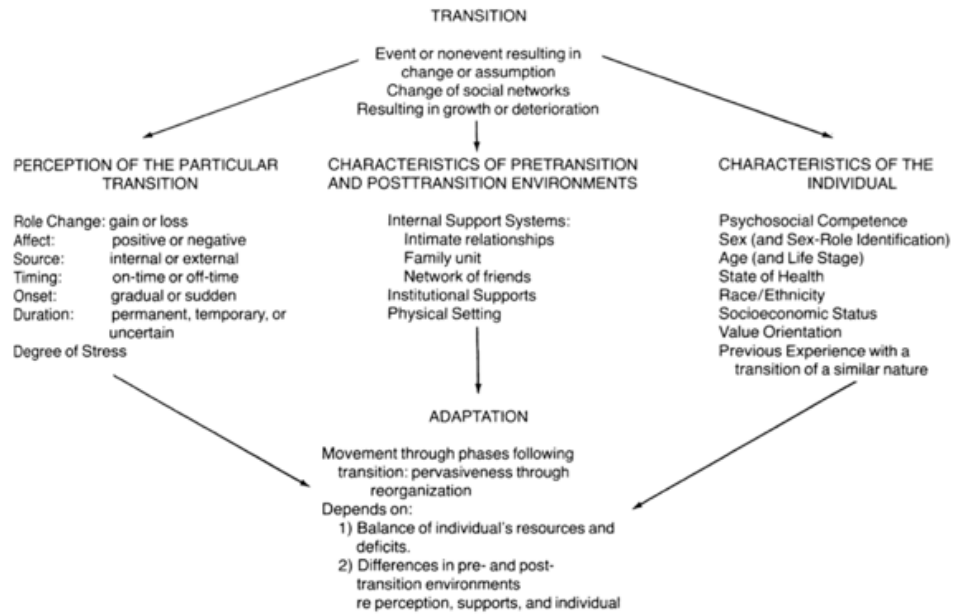 TRANSITION
Event or nonevent resulting in
change or assumption
Change of social networks
Resulting in growth or deterioration
PERCEPTION OF THE PARTICULAR
TRANSITION
Role Change: gain or loss
Affect: positive or negative
Source: internal or external
Timing: on-time or off-time
Onset: gradual or sudden
Duration: permanent, temporary, or
uncertain
Degree of Stress
CHARACTERISTICS OF PRETRANSITION
AND POSTTRANSITION ENVIRONMENTS
Internal Support Systems:
Intimate relationships
Family unit
Network of friends
Institutional Supports
Physical Setting
CHARACTERISTICS OF THE
INDIVIDUAL
Psychosocial Competence
Sex (and Sex-Role Identification)
Age (and Life Stage)
State of Health
Race/Ethnicity
Socioeconomic Status
Value Orientation
Previous Experience with a
transition of a similar nature
ADAPTATION
Movement through phases following
transition: pervasiveness through
reorganization
Depends on:
1) Balance of individual's resources and
deficits.
2) Differences in pre- and post-
transition environments
re perception, supports, and individual